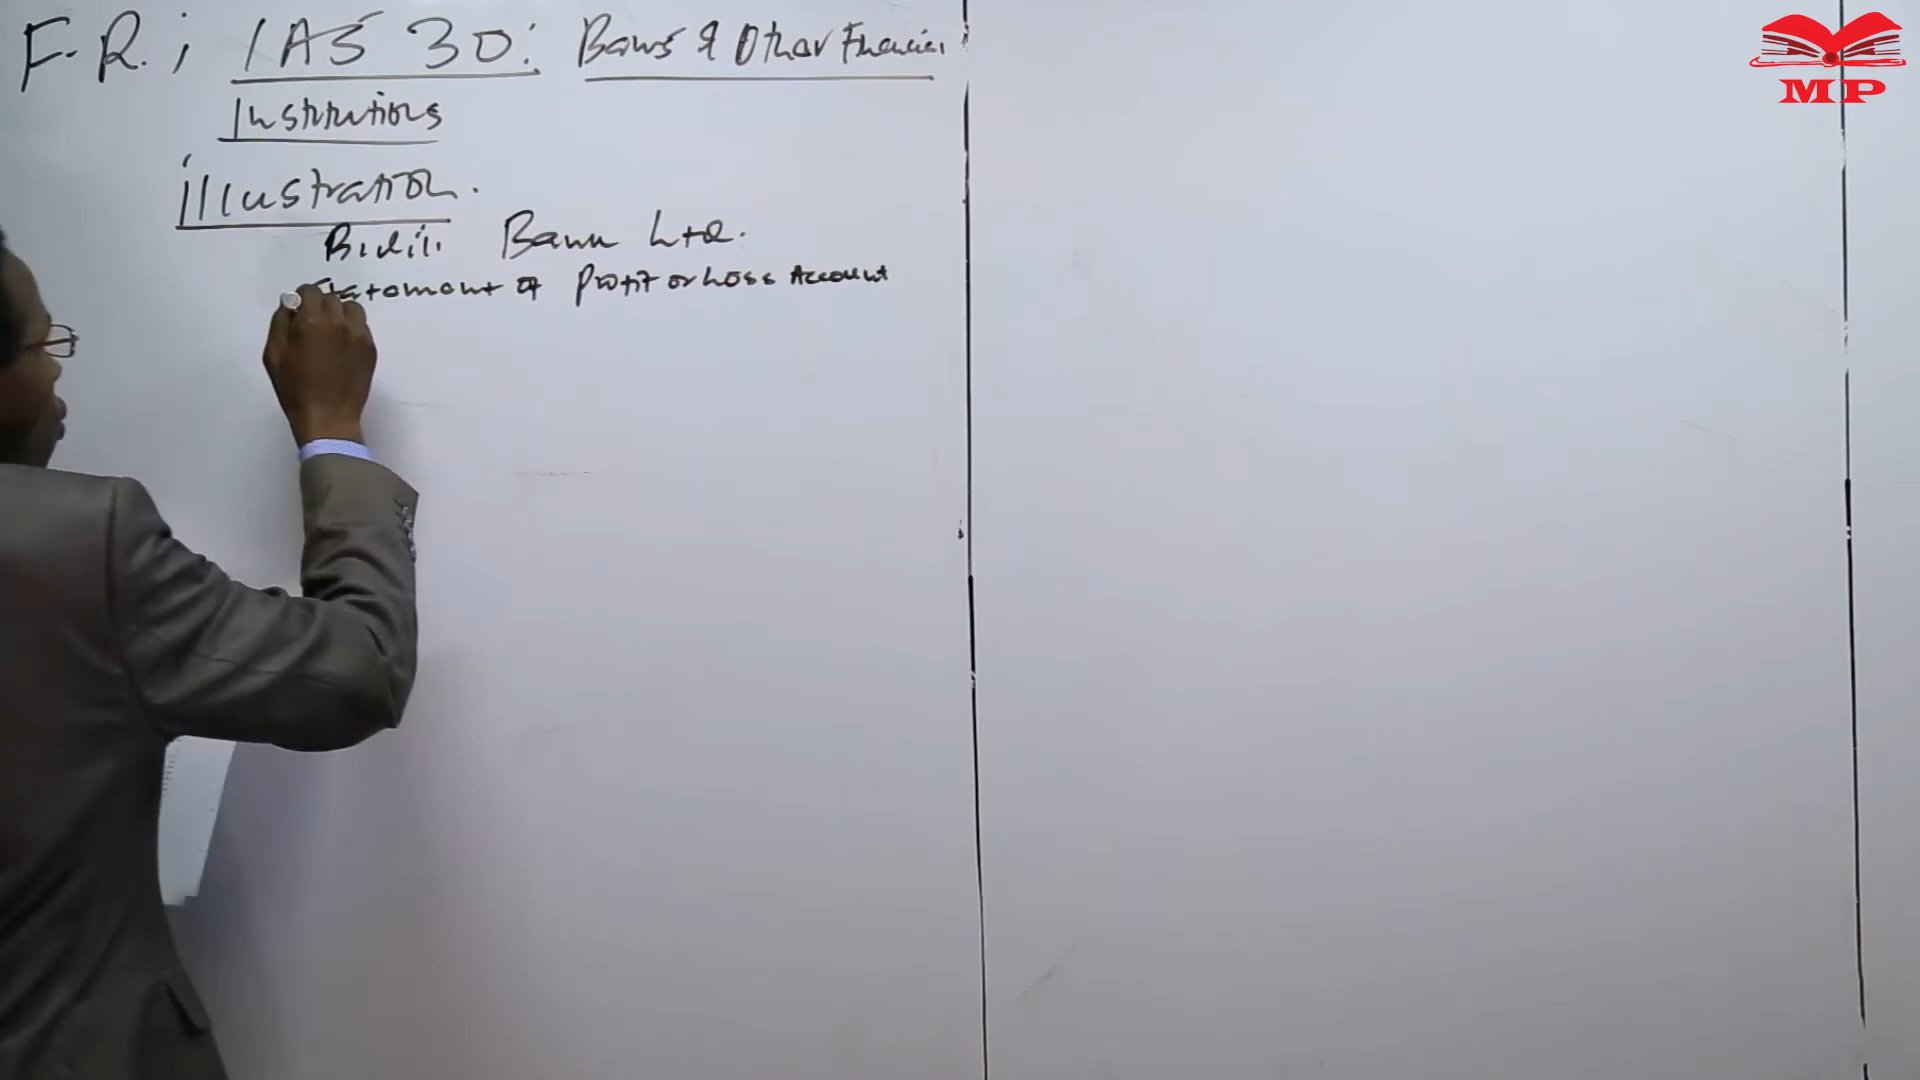 F.R.; IAS 30: Banks & Other Financial
Institutions
illustration.
Bidii Bank Ltd.
Statement of Profit or Loss Account
MP